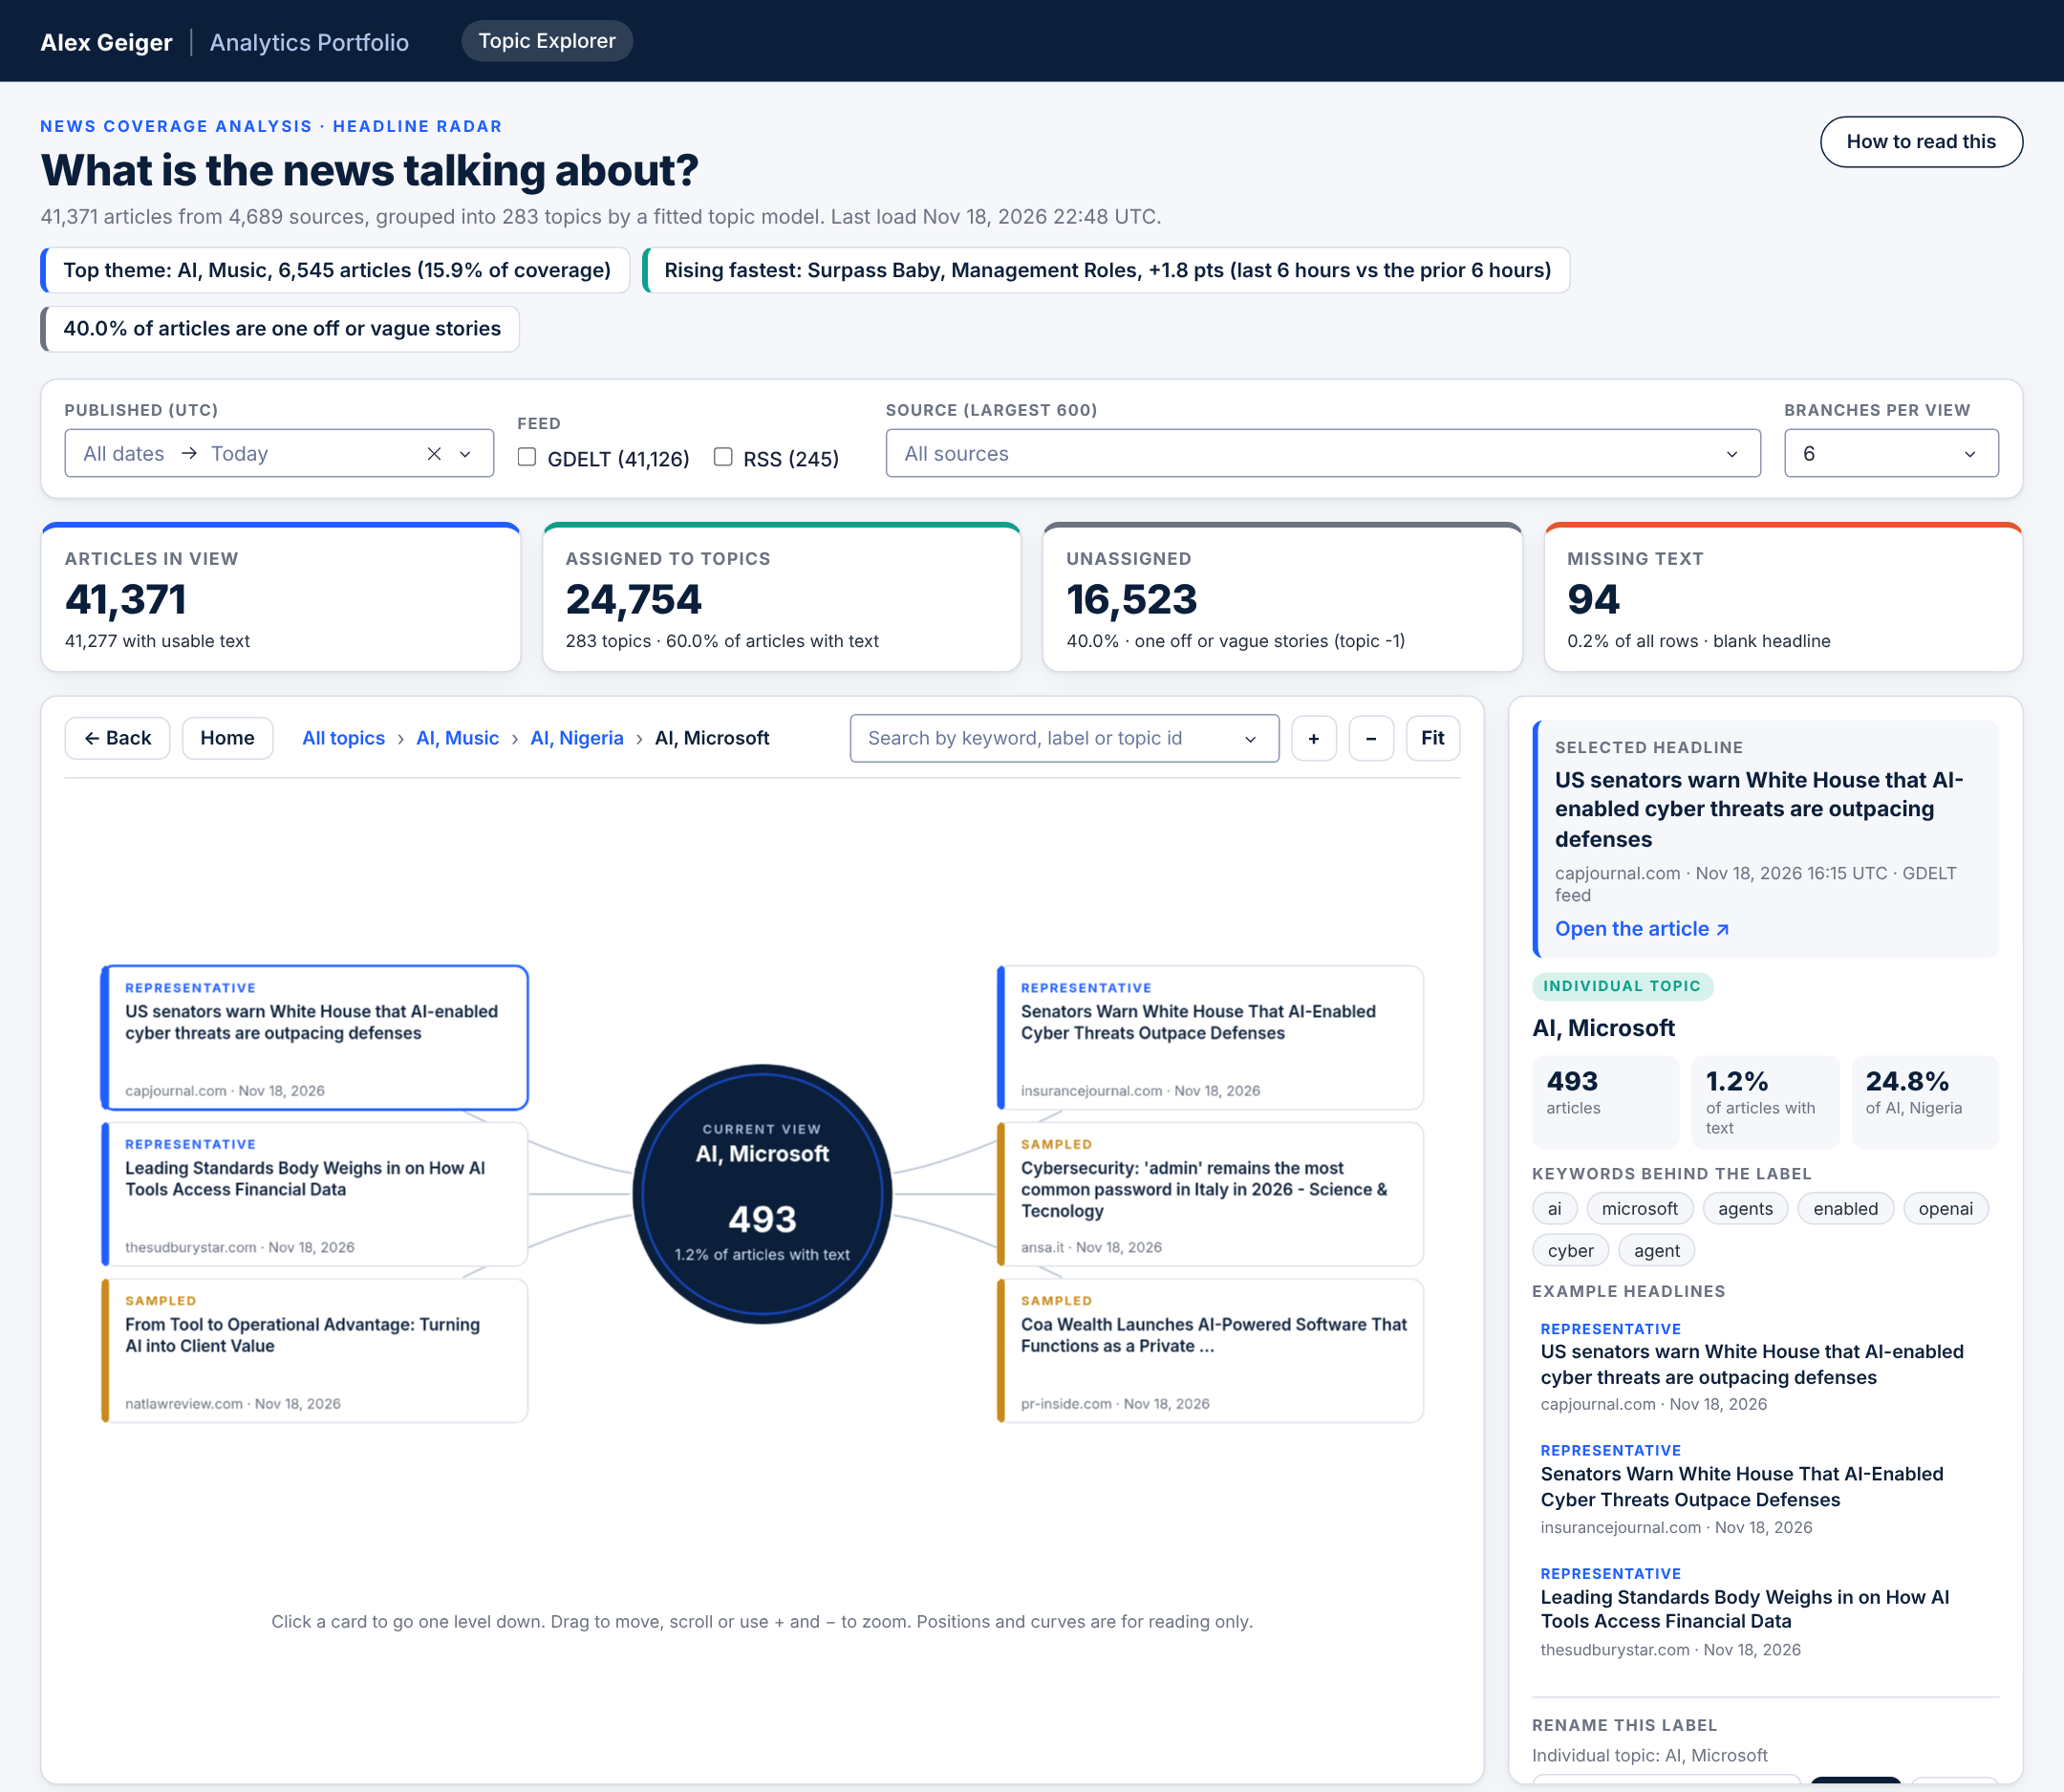 Alex Geiger | Analytics Portfolio Topic Explorer
NEWS COVERAGE ANALYSIS · HEADLINE RADAR
What is the news talking about?
How to read this
41,371 articles from 4,689 sources, grouped into 283 topics by a fitted topic model. Last load Nov 18, 2026 22:48 UTC.
Top theme: AI, Music, 6,545 articles (15.9% of coverage)
Rising fastest: Surpass Baby, Management Roles, +1.8 pts (last 6 hours vs the prior 6 hours)
40.0% of articles are one off or vague stories
PUBLISHED (UTC)
All dates → Today
FEED
GDELT (41,126) RSS (245)
SOURCE (LARGEST 600)
All sources
BRANCHES PER VIEW
6
ARTICLES IN VIEW
41,371
41,277 with usable text
ASSIGNED TO TOPICS
24,754
283 topics · 60.0% of articles with text
UNASSIGNED
16,523
40.0% · one off or vague stories (topic -1)
MISSING TEXT
94
0.2% of all rows · blank headline
← Back Home All topics › AI, Music › AI, Nigeria › AI, Microsoft
Search by keyword, label or topic id
+ − Fit
REPRESENTATIVE
US senators warn White House that AI-enabled
cyber threats are outpacing defenses
capjournal.com · Nov 18, 2026
REPRESENTATIVE
Leading Standards Body Weighs in on How AI
Tools Access Financial Data
thesudburystar.com · Nov 18, 2026
SAMPLED
From Tool to Operational Advantage: Turning
AI into Client Value
natlawreview.com · Nov 18, 2026
CURRENT VIEW
AI, Microsoft
493
1.2% of articles with text
REPRESENTATIVE
Senators Warn White House That AI-Enabled
Cyber Threats Outpace Defenses
insurancejournal.com · Nov 18, 2026
SAMPLED
Cybersecurity: 'admin' remains the most
common password in Italy in 2026 - Science &
Tecnology
ansa.it · Nov 18, 2026
SAMPLED
Coa Wealth Launches AI-Powered Software That
Functions as a Private ...
pr-inside.com · Nov 18, 2026
Click a card to go one level down. Drag to move, scroll or use + and − to zoom. Positions and curves are for reading only.
SELECTED HEADLINE
US senators warn White House that AI-
enabled cyber threats are outpacing
defenses
capjournal.com · Nov 18, 2026 16:15 UTC · GDELT
feed
Open the article ↗
INDIVIDUAL TOPIC
AI, Microsoft
493
articles
1.2%
of articles with
text
24.8%
of AI, Nigeria
KEYWORDS BEHIND THE LABEL
ai microsoft agents enabled openai
cyber agent
EXAMPLE HEADLINES
REPRESENTATIVE
US senators warn White House that AI-enabled
cyber threats are outpacing defenses
capjournal.com · Nov 18, 2026
REPRESENTATIVE
Senators Warn White House That AI-Enabled
Cyber Threats Outpace Defenses
insurancejournal.com · Nov 18, 2026
REPRESENTATIVE
Leading Standards Body Weighs in on How AI
Tools Access Financial Data
thesudburystar.com · Nov 18, 2026
RENAME THIS LABEL
Individual topic: AI, Microsoft